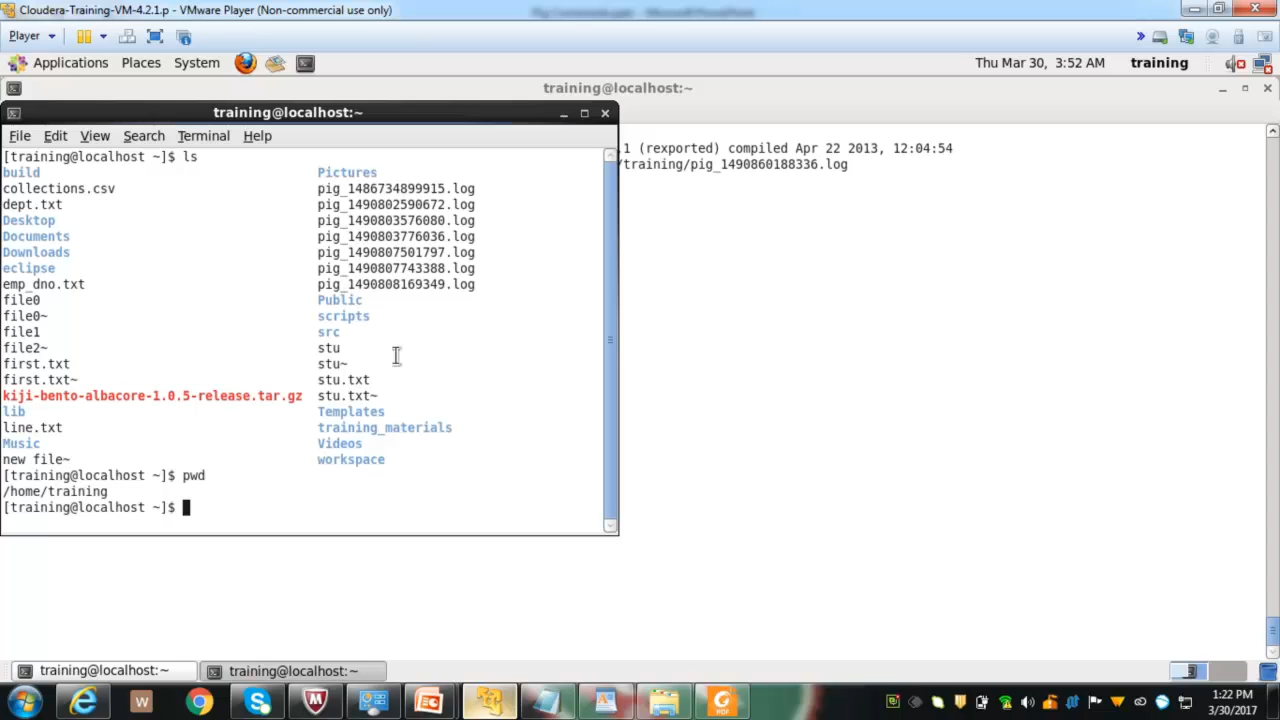 Cloudera-Training-VM-4.2.1.p - VMware Player (Non-commercial use only)
Player
Applications Places System Thu Mar 30, 3:52 AM training
training@localhost:~
training@localhost:~
File Edit View Search Terminal Help
.1 (rexported) compiled Apr 22 2013, 12:04:54
/training/pig_1490860188336.log
[training@localhost ~]$ ls
build Pictures
collections.csv pig_1486734899915.log
dept.txt pig_1490802590672.log
Desktop pig_1490803576080.log
Documents pig_1490803776036.log
Downloads pig_1490807501797.log
eclipse pig_1490807743388.log
emp_dno.txt pig_1490808169349.log
file0 Public
file0~ scripts
file1 src
file2~ stu
first.txt stu~
first.txt~ stu.txt
kiji-bento-albacore-1.0.5-release.tar.gz stu.txt~
lib Templates
line.txt training_materials
Music Videos
new file~ workspace
[training@localhost ~]$ pwd
/home/training
[training@localhost ~]$
training@localhost:~ training@localhost:~
1:22 PM
3/30/2017